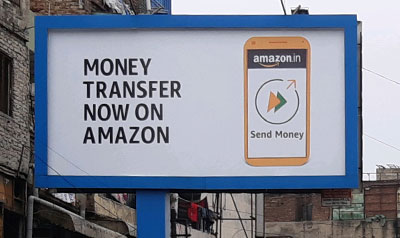 MONEY
TRANSFER
NOW ON
AMAZON
amazon.in
Send Money